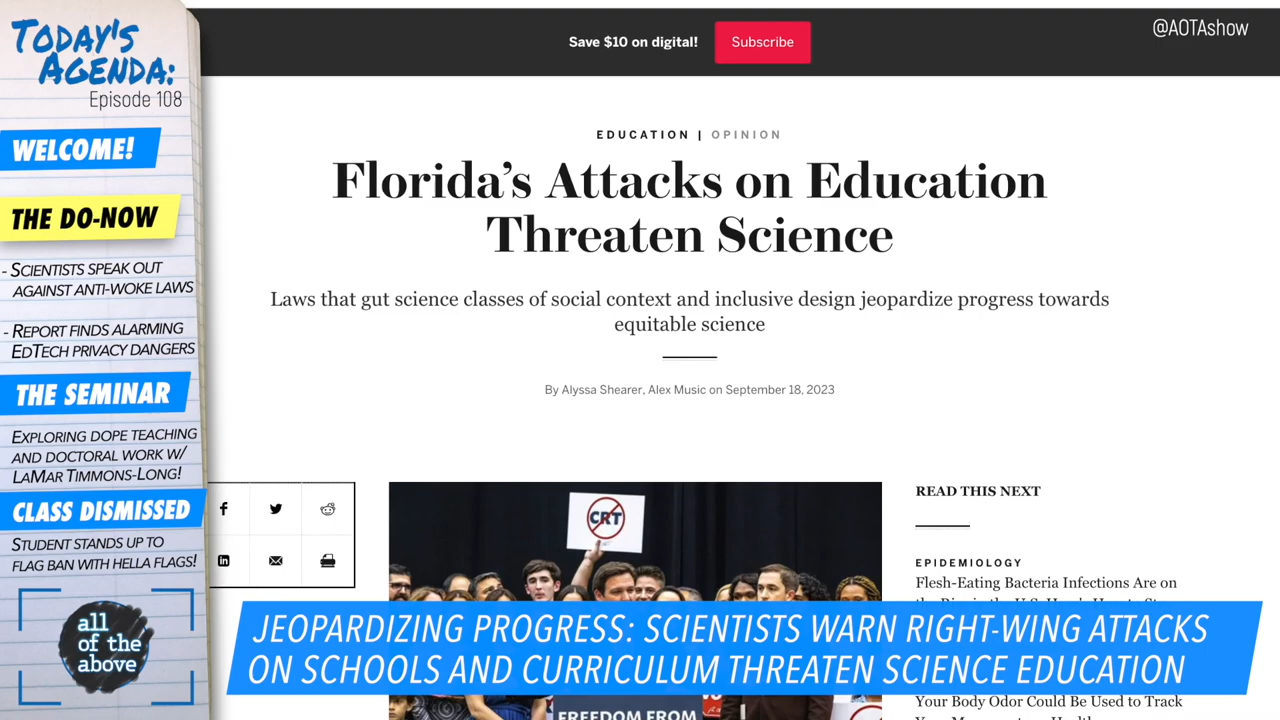 TODAY'S
AGENDA:
Episode 108
WELCOME!
THE DO-NOW
- SCIENTISTS SPEAK OUT
AGAINST ANTI-WOKE LAWS
- REPORT FINDS ALARMING
EDTECH PRIVACY DANGERS
THE SEMINAR
EXPLORING DOPE TEACHING
AND DOCTORAL WORK W/
LAMAR TIMMONS-LONG!
CLASS DISMISSED
STUDENT STANDS UP TO
FLAG BAN WITH HELLA FLAGS!
all
of the
above
Save $10 on digital!
Subscribe
@AOTAshow
EDUCATION | OPINION
Florida's Attacks on Education
Threaten Science
Laws that gut science classes of social context and inclusive design jeopardize progress towards
equitable science
By Alyssa Shearer, Alex Music on September 18, 2023
CRT
READ THIS NEXT
EPIDEMIOLOGY
Flesh-Eating Bacteria Infections Are on
JEOPARDIZING PROGRESS: SCIENTISTS WARN RIGHT-WING ATTACKS
ON SCHOOLS AND CURRICULUM THREATEN SCIENCE EDUCATION
Your Body Odor Could Be Used to Track
FREEDOM FROM